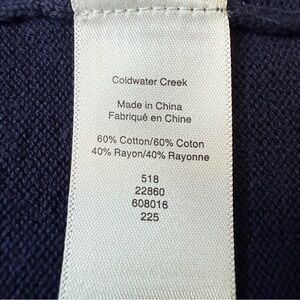 Coldwater Creek
Made in China
Fabriqué en Chine
60% Cotton/60% Coton
40% Rayon/40% Rayonne
518
22860
608016
225